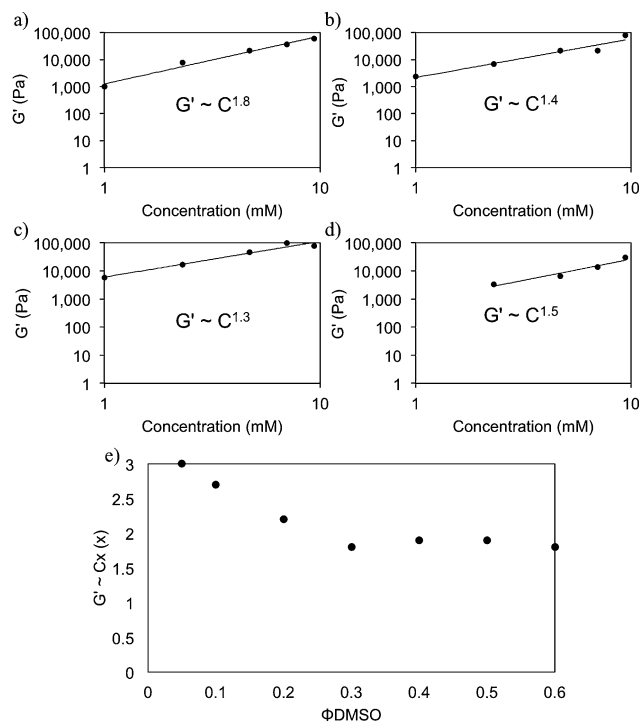 a)
100,000
10,000
1,000
100
10
1
G' (Pa)
G' ~ C1.8
1
10
Concentration (mM)
b)
100,000
10,000
1,000
100
10
1
G' (Pa)
G' ~ C1.4
1
10
Concentration (mM)
c)
100,000
10,000
1,000
100
10
1
G' (Pa)
G' ~ C1.3
1
10
Concentration (mM)
d)
100,000
10,000
1,000
100
10
1
G' (Pa)
G' ~ C1.5
1
10
Concentration (mM)
e)
3
2.5
2
1.5
1
0.5
0
G' ~ Cx (x)
0 0.1 0.2 0.3 0.4 0.5 0.6
ΦDMSO